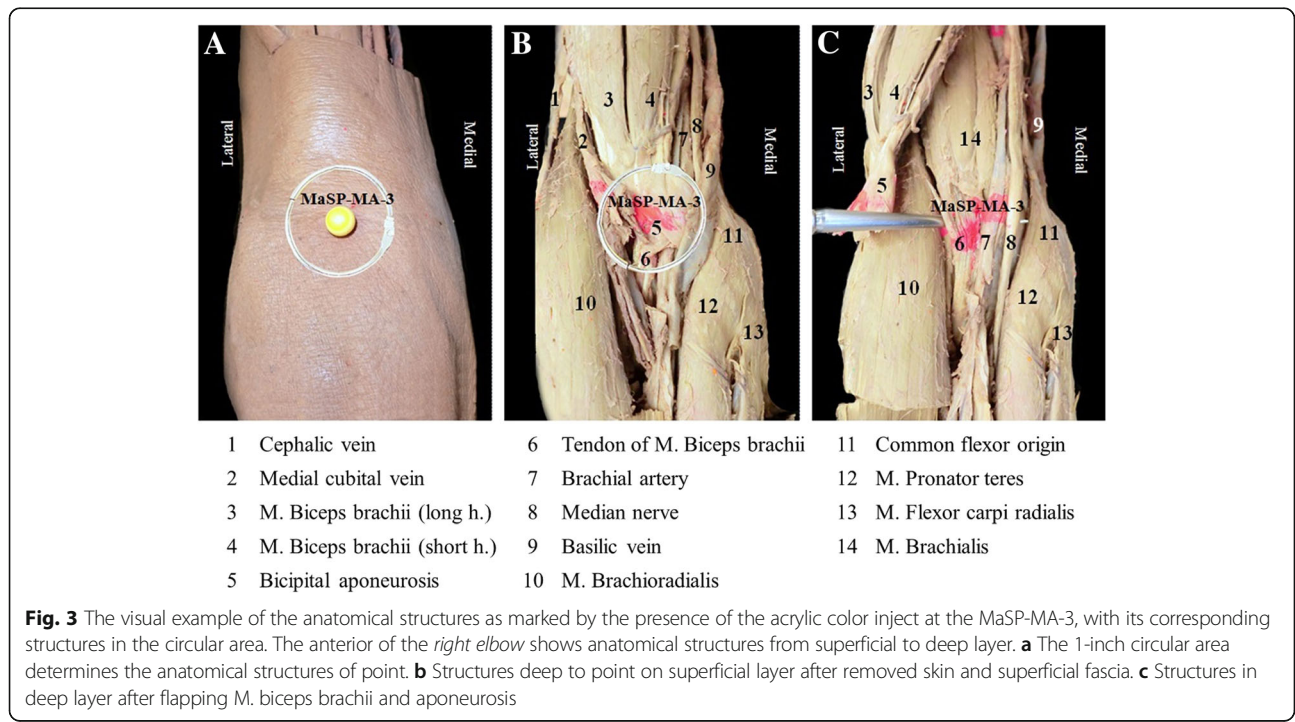 A
Lateral
Medial
MaSP-MA-3
B
1
3
4
2
7
8
9
Lateral
Medial
MaSP-MA-3
5
6
11
10
12
13
C
3
4
9
14
Lateral
Medial
5
MaSP-MA-3
6
7
8
11
10
12
13
1 Cephalic vein
2 Medial cubital vein
3 M. Biceps brachii (long h.)
4 M. Biceps brachii (short h.)
5 Bicipital aponeurosis
6 Tendon of M. Biceps brachii
7 Brachial artery
8 Median nerve
9 Basilic vein
10 M. Brachioradialis
11 Common flexor origin
12 M. Pronator teres
13 M. Flexor carpi radialis
14 M. Brachialis
Fig. 3 The visual example of the anatomical structures as marked by the presence of the acrylic color inject at the MaSP-MA-3, with its corresponding
structures in the circular area. The anterior of the right elbow shows anatomical structures from superficial to deep layer. a The 1-inch circular area
determines the anatomical structures of point. b Structures deep to point on superficial layer after removed skin and superficial fascia. c Structures in
deep layer after flapping M. biceps brachii and aponeurosis